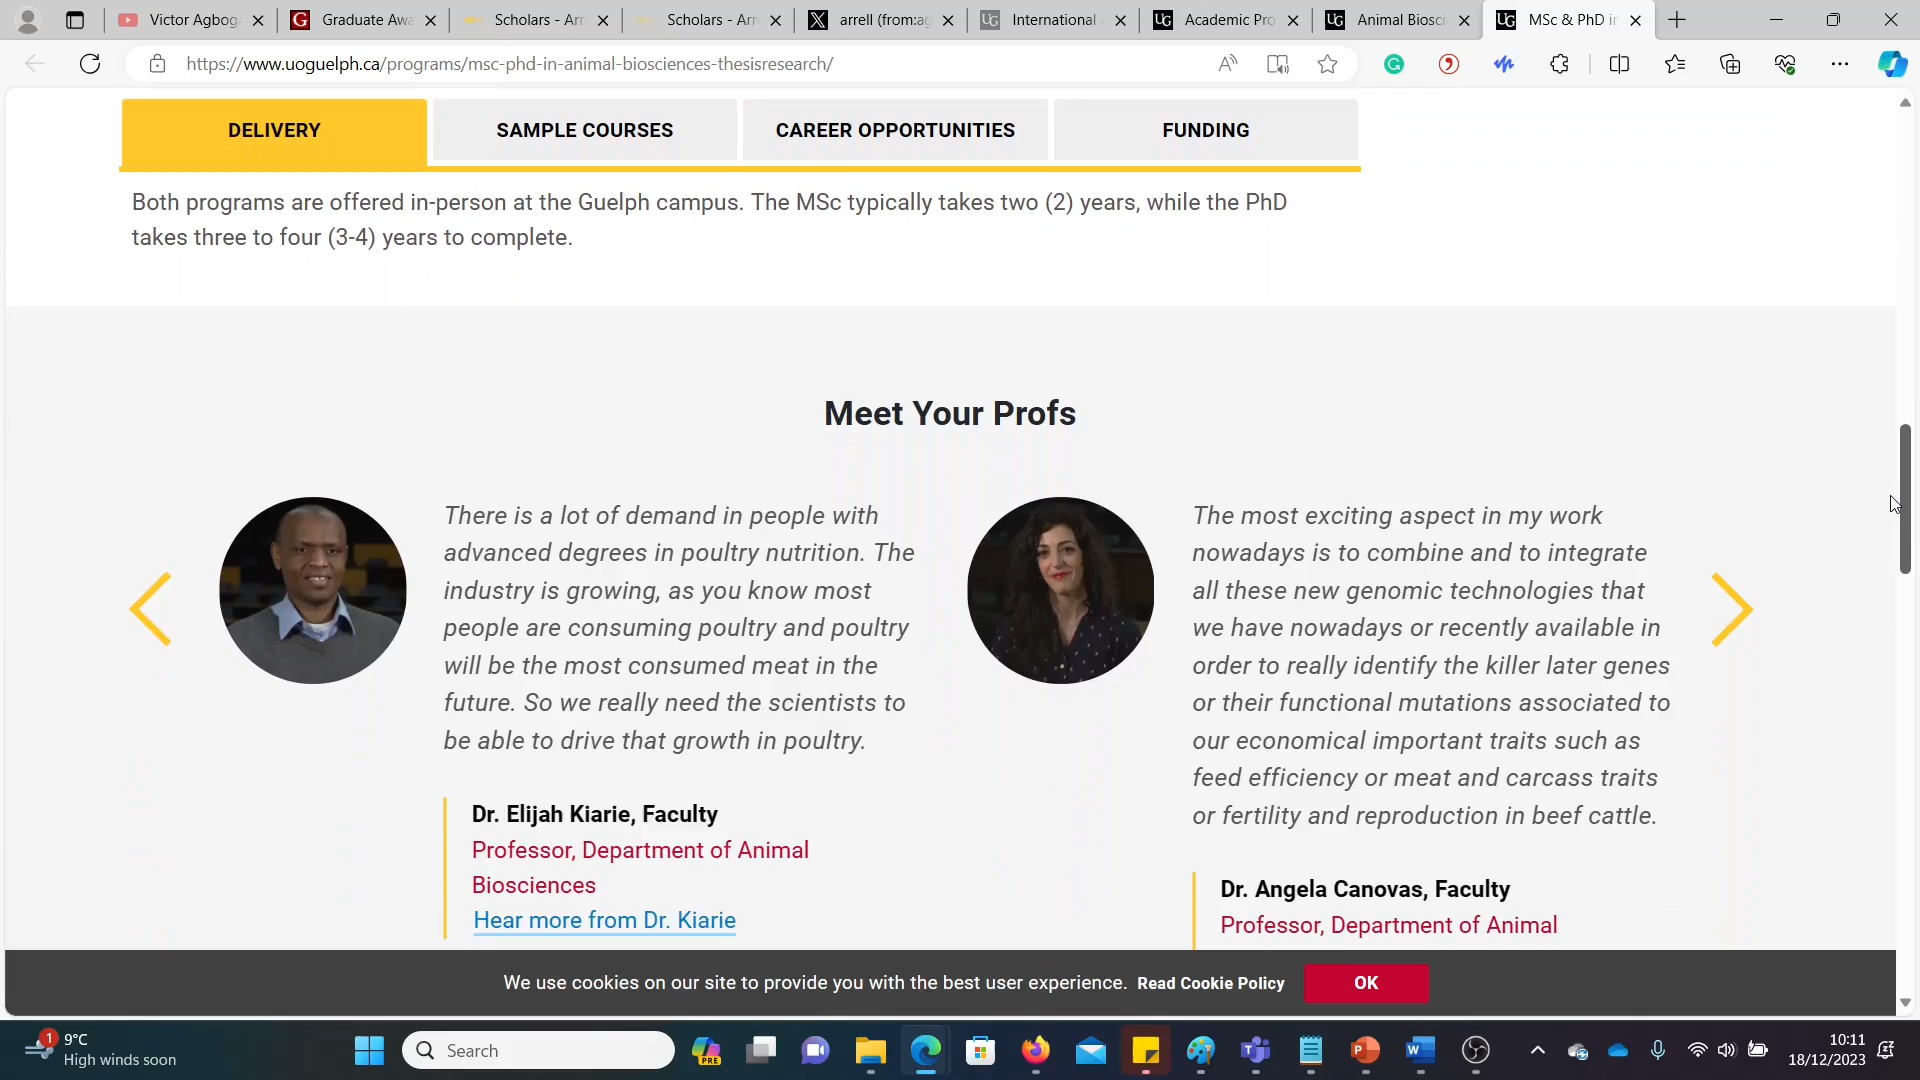 Victor Agbog
Graduate Awa
Scholars - Arr
Scholars - Arr
arrell (from:ag
International A
Academic Pro
Animal Biosci
MSc & PhD in
https://www.uoguelph.ca/programs/msc-phd-in-animal-biosciences-thesisresearch/
DELIVERY
SAMPLE COURSES
CAREER OPPORTUNITIES
FUNDING
Both programs are offered in-person at the Guelph campus. The MSc typically takes two (2) years, while the PhD
takes three to four (3-4) years to complete.
Meet Your Profs
There is a lot of demand in people with
advanced degrees in poultry nutrition. The
industry is growing, as you know most
people are consuming poultry and poultry
will be the most consumed meat in the
future. So we really need the scientists to
be able to drive that growth in poultry.
Dr. Elijah Kiarie, Faculty
Professor, Department of Animal
Biosciences
Hear more from Dr. Kiarie
The most exciting aspect in my work
nowadays is to combine and to integrate
all these new genomic technologies that
we have nowadays or recently available in
order to really identify the killer later genes
or their functional mutations associated to
our economical important traits such as
feed efficiency or meat and carcass traits
or fertility and reproduction in beef cattle.
Dr. Angela Canovas, Faculty
Professor, Department of Animal
We use cookies on our site to provide you with the best user experience. Read Cookie Policy
OK
1
9°C
High winds soon
Search
PRE
10:11
18/12/2023